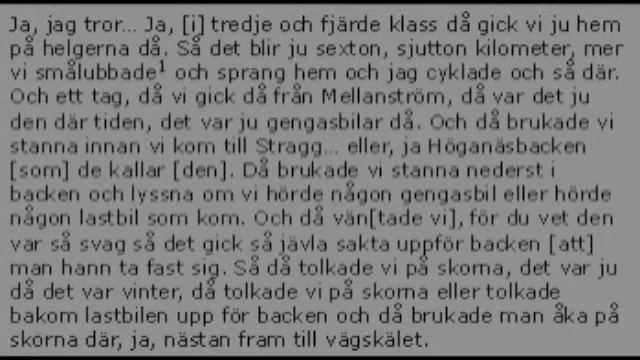 Ja, jag tror... Ja, [i] tredje och fjärde klass då gick vi ju hem
på helgerna då. Så det blir ju sexton, sjutton kilometer, mer
vi smålubbade¹ och sprang hem och jag cyklade och så där.
Och ett tag, då vi gick då från Mellanström, då var det ju
den där tiden, det var ju gengasbilar då. Och då brukade vi
stanna innan vi kom till Stragg... eller, ja Höganäsbacken
[som] de kallar [den]. Då brukade vi stanna nederst i
backen och lyssna om vi hörde någon gengasbil eller hörde
någon lastbil som kom. Och då vän[tade vi], för du vet den
var så svag så det gick så jävla sakta uppför backen [att]
man hann ta fast sig. Så då tolkade vi på skorna, det var ju
då det var vinter, då tolkade vi på skorna eller tolkade
bakom lastbilen upp för backen och då brukade man åka på
skorna där, ja, nästan fram till vägskälet.